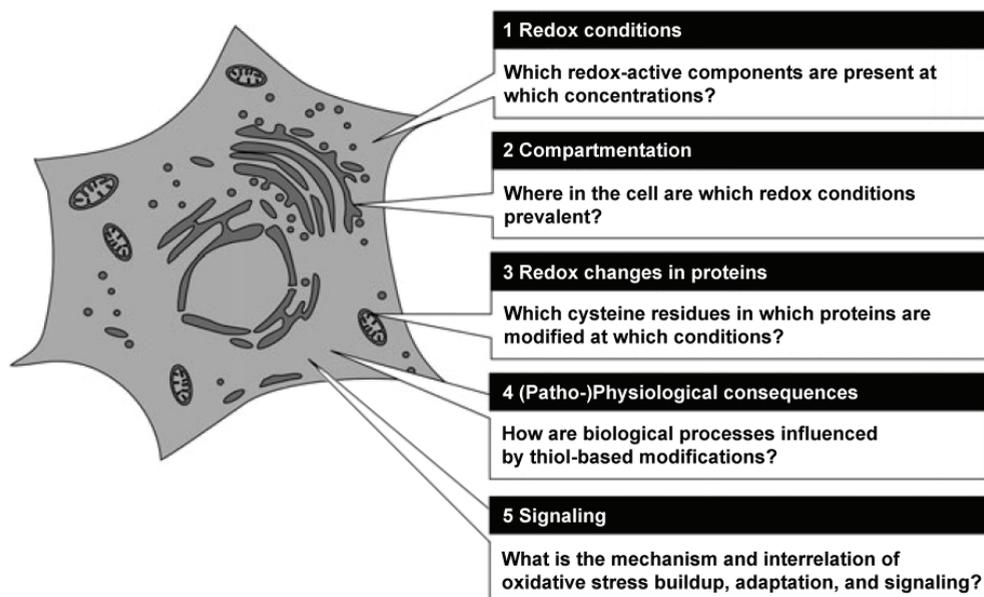 1 Redox conditions
Which redox-active components are present at
which concentrations?
2 Compartmentation
Where in the cell are which redox conditions
prevalent?
3 Redox changes in proteins
Which cysteine residues in which proteins are
modified at which conditions?
4 (Patho-)Physiological consequences
How are biological processes influenced
by thiol-based modifications?
5 Signaling
What is the mechanism and interrelation of
oxidative stress buildup, adaptation, and signaling?